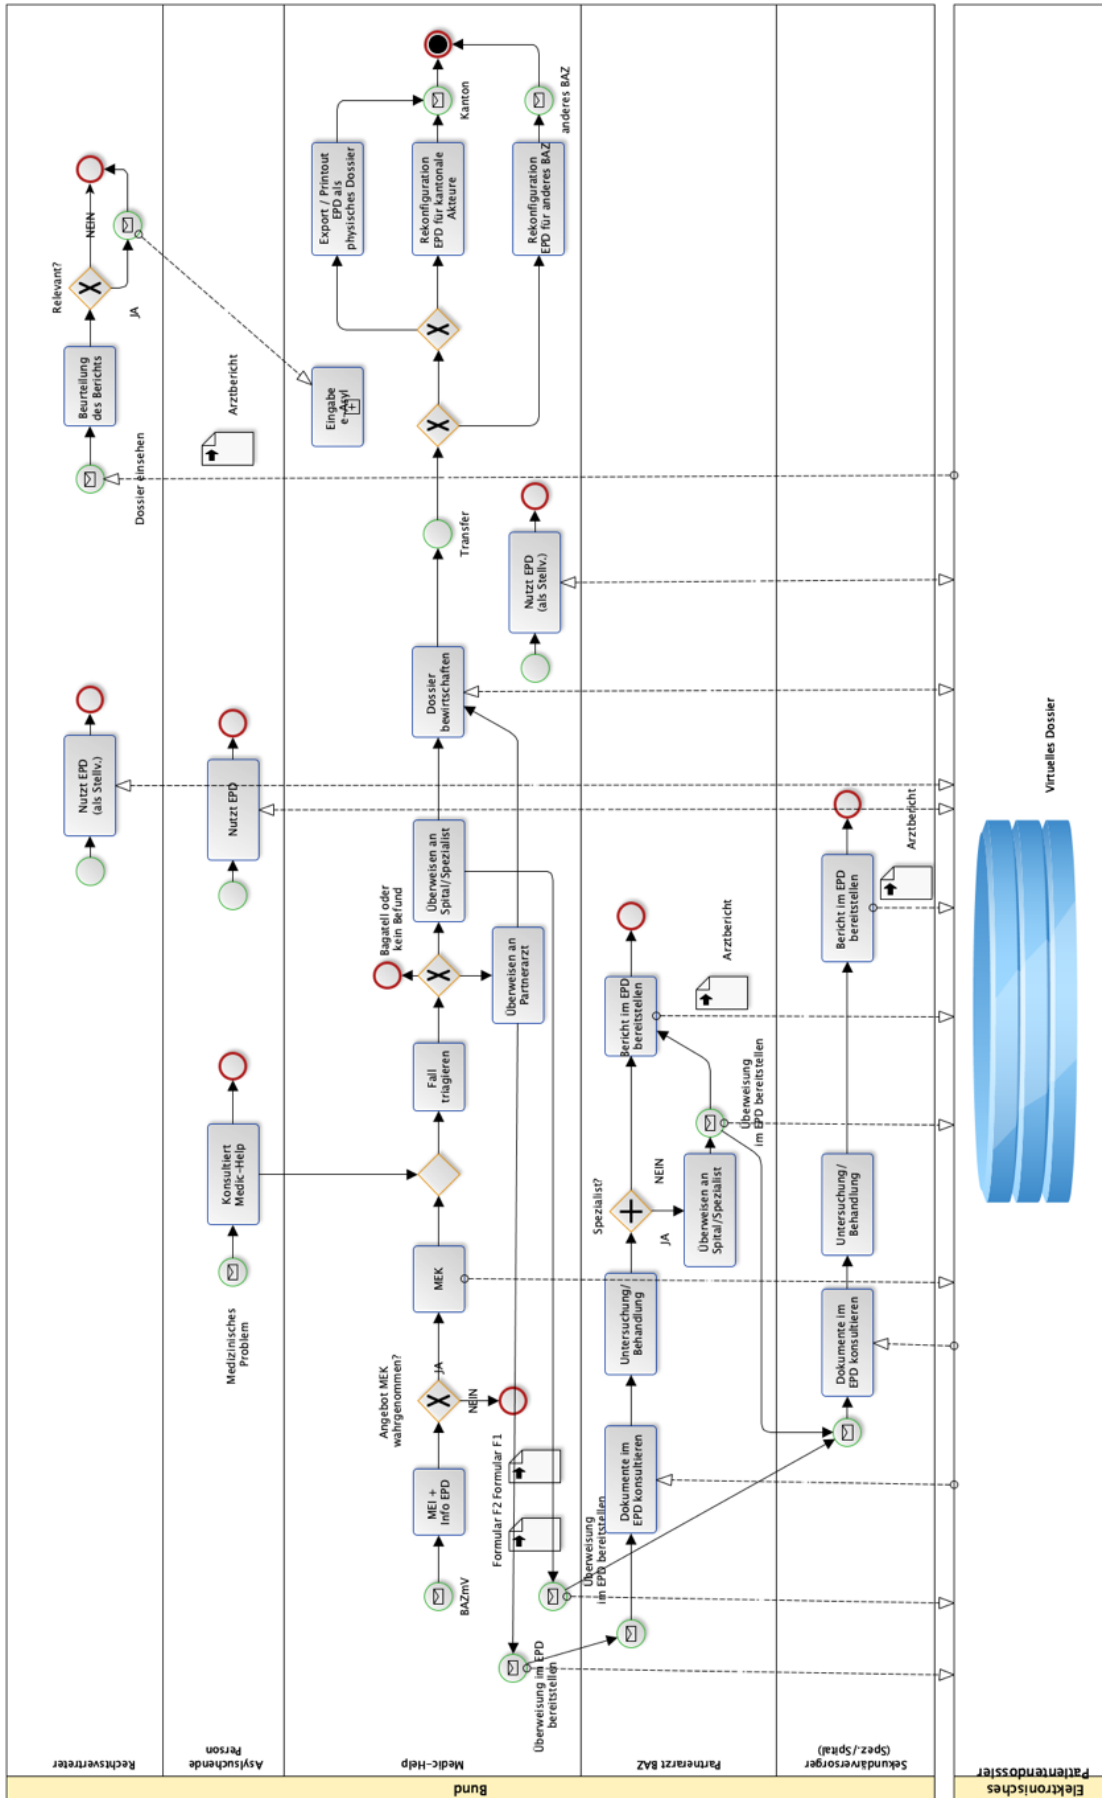 Bund
Rechtsvertreter
Nutzt EPD
(als Stellv.)
Dossier einsehen
Beurteilung
des Berichts
Relevant?
NEIN
JA
Asylsuchende
Person
Medizinisches
Problem
Konsultiert
Medic-Help
Nutzt EPD
Arztbericht
Medic-Help
BAZmV
MEI +
Info EPD
Angebot MEK
wahrgenommen?
JA
NEIN
MEK
Fall
triagieren
Bagatell oder
kein Befund
Überweisen an
Spital/Spezialist
Überweisen an
Partnerarzt
Formular F2
Formular F1
Überweisung im EPD
bereitstellen
Überweisung
im EPD bereitstellen
Dossier
bewirtschaften
Transfer
Nutzt EPD
(als Stellv.)
Eingabe
e-Asyl
Export / Printout
EPD als
physisches Dossier
Rekonfiguration
EPD für kantonale
Akteure
Rekonfiguration
EPD für anderes BAZ
Kanton
anderes BAZ
Partnerarzt BAZ
Dokumente im
EPD konsultieren
Untersuchung/
Behandlung
Spezialist?
JA
NEIN
Überweisen an
Spital/Spezialist
Überweisung
im EPD bereitstellen
Bericht im EPD
bereitstellen
Arztbericht
Sekundärversorger
(Spez./Spital)
Dokumente im
EPD konsultieren
Untersuchung/
Behandlung
Bericht im EPD
bereitstellen
Arztbericht
Elektronisches
Patientendossier
Virtuelles Dossier